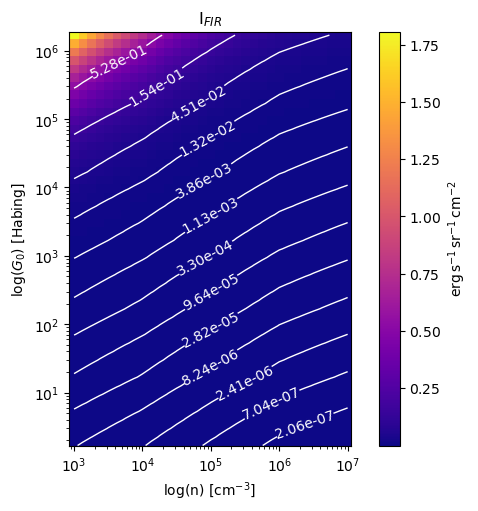 I_FIR
10^6
10^5
10^4
10^3
10^2
10^1
log(G_0) [Habing]
5.28e-01
1.54e-01
4.51e-02
1.32e-02
3.86e-03
1.13e-03
3.30e-04
9.64e-05
2.82e-05
8.24e-06
2.41e-06
7.04e-07
2.06e-07
10^3 10^4 10^5 10^6 10^7
log(n) [cm^−3]
1.75
1.50
1.25
1.00
0.75
0.50
0.25
erg s^−1 sr^−1 cm^−2